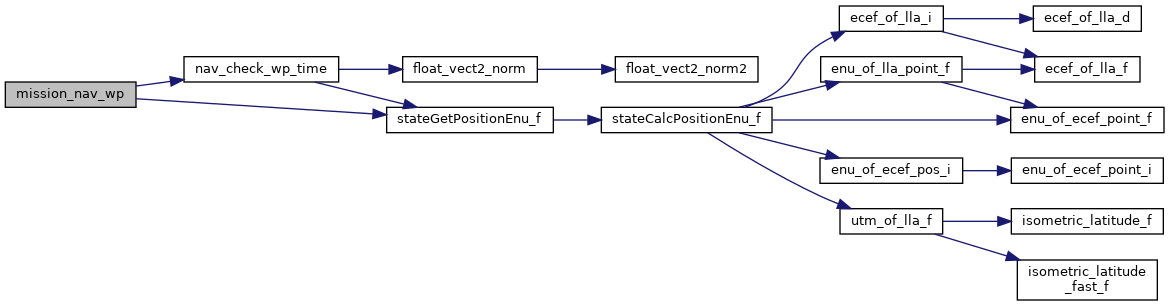 mission_nav_wp
nav_check_wp_time
stateGetPositionEnu_f
float_vect2_norm
float_vect2_norm2
stateCalcPositionEnu_f
ecef_of_lla_i
enu_of_lla_point_f
enu_of_ecef_pos_i
utm_of_lla_f
ecef_of_lla_d
ecef_of_lla_f
enu_of_ecef_point_f
enu_of_ecef_point_i
isometric_latitude_f
isometric_latitude
_fast_f